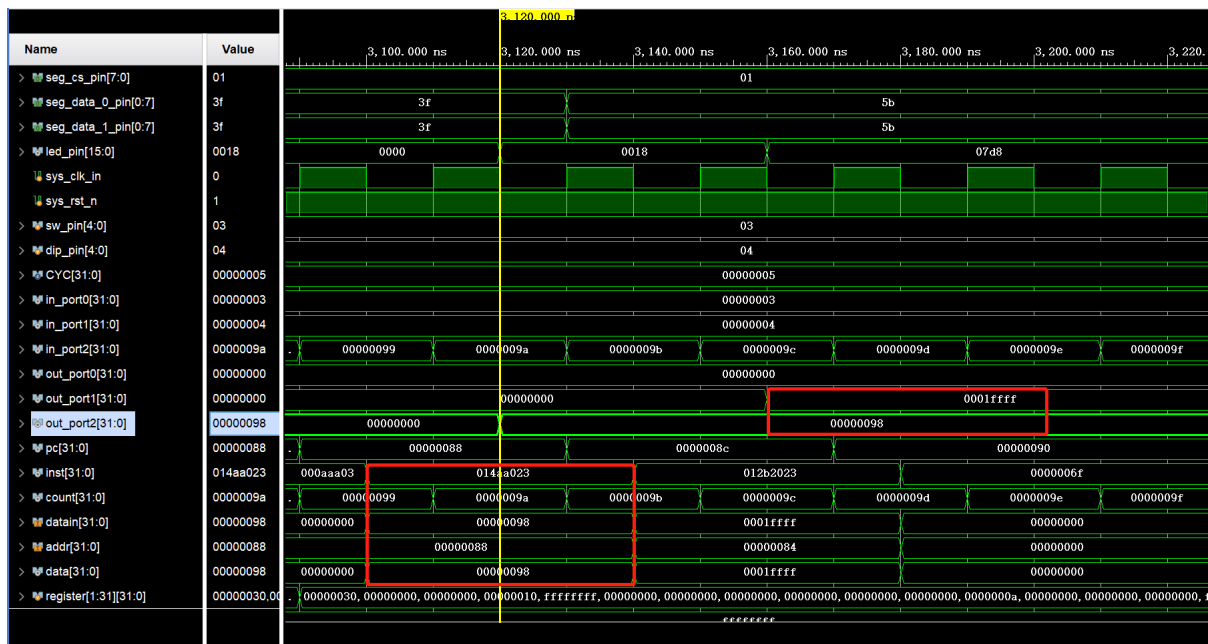 3,120.000 ns
Name Value 3,100.000 ns 3,120.000 ns 3,140.000 ns 3,160.000 ns 3,180.000 ns 3,200.000 ns 3,220.
seg_cs_pin[7:0] 01 01
seg_data_0_pin[0:7] 3f 3f 5b
seg_data_1_pin[0:7] 3f 3f 5b
led_pin[15:0] 0018 0000 0018 07d8
sys_clk_in 0
sys_rst_n 1
sw_pin[4:0] 03 03
dip_pin[4:0] 04 04
CYC[31:0] 00000005 00000005
in_port0[31:0] 00000003 00000003
in_port1[31:0] 00000004 00000004
in_port2[31:0] 0000009a . 00000099 0000009a 0000009b 0000009c 0000009d 0000009e 0000009f
out_port0[31:0] 00000000 00000000
out_port1[31:0] 00000000 00000000 0001ffff
out_port2[31:0] 00000098 00000000 00000098
pc[31:0] 00000088 . 00000088 0000008c 00000090
inst[31:0] 014aa023 000aaa03 014aa023 012b2023 0000006f
count[31:0] 0000009a . 00000099 0000009a 0000009b 0000009c 0000009d 0000009e 0000009f
datain[31:0] 00000098 00000000 00000098 0001ffff 00000000
addr[31:0] 00000088 00000088 00000084 00000000
data[31:0] 00000098 00000000 00000098 0001ffff 00000000
register[1:31][31:0] 00000030,00 . 00000030,00000000,00000000,00000010,ffffffff,00000000,00000000,00000000,00000000,00000000,0000000a,00000000,00000000,f
ffffffff